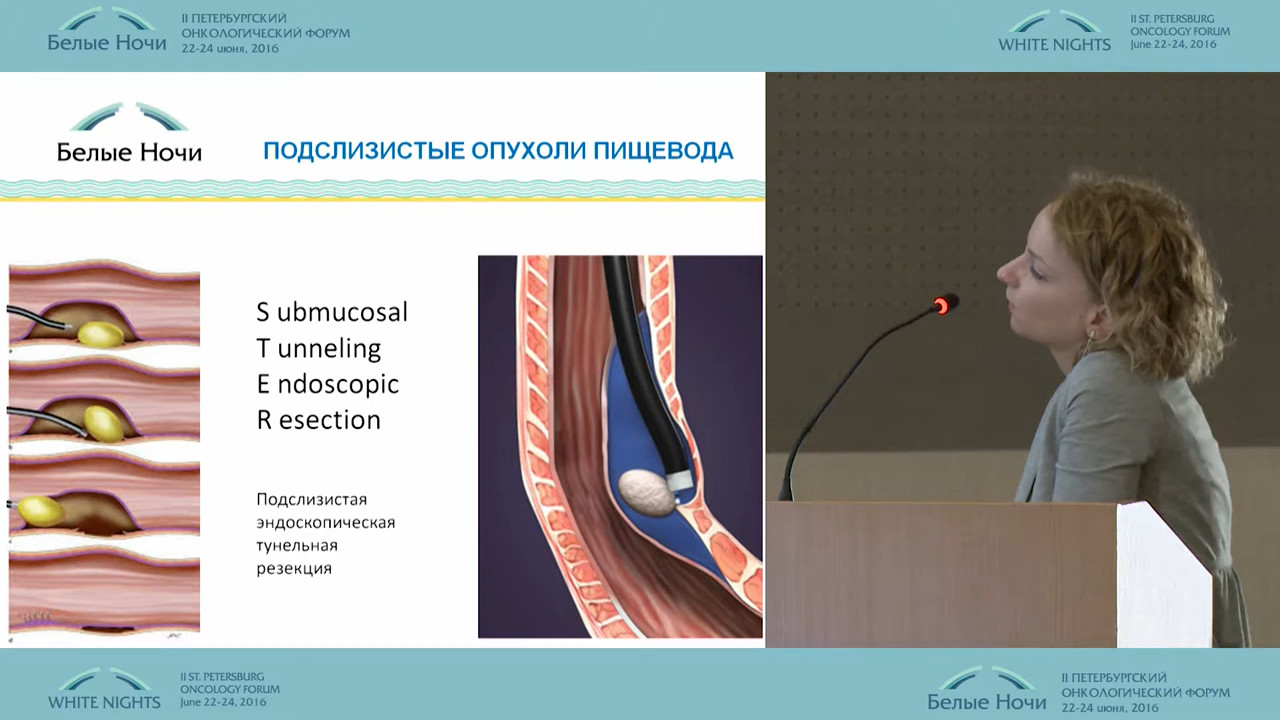 Белые Ночи
II ПЕТЕРБУРГСКИЙ
ОНКОЛОГИЧЕСКИЙ ФОРУМ
22-24 июня, 2016
WHITE NIGHTS
II ST. PETERSBURG
ONCOLOGY FORUM
June 22-24, 2016
Белые Ночи
ПОДСЛИЗИСТЫЕ ОПУХОЛИ ПИЩЕВОДА
S ubmucosal
T unneling
E ndoscopic
R esection
Подслизистая
эндоскопическая
тунельная
резекция
WHITE NIGHTS
II ST. PETERSBURG
ONCOLOGY FORUM
June 22-24, 2016
Белые Ночи
II ПЕТЕРБУРГСКИЙ
ОНКОЛОГИЧЕСКИЙ ФОРУМ
22-24 июня, 2016